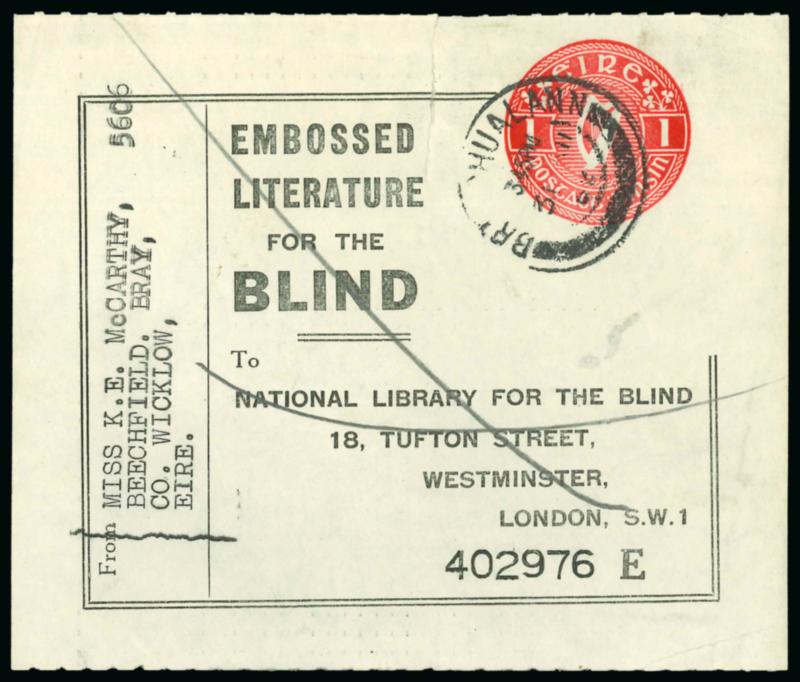 EIRE
1 1
EMBOSSED
LITERATURE
FOR THE
BLIND
To
NATIONAL LIBRARY FOR THE BLIND
18, TUFTON STREET,
WESTMINSTER,
LONDON, S.W.1
402976 E
5606
From MISS K.E. McCARTHY,
BEECHFIELD. BRAY,
CO. WICKLOW,
EIRE.